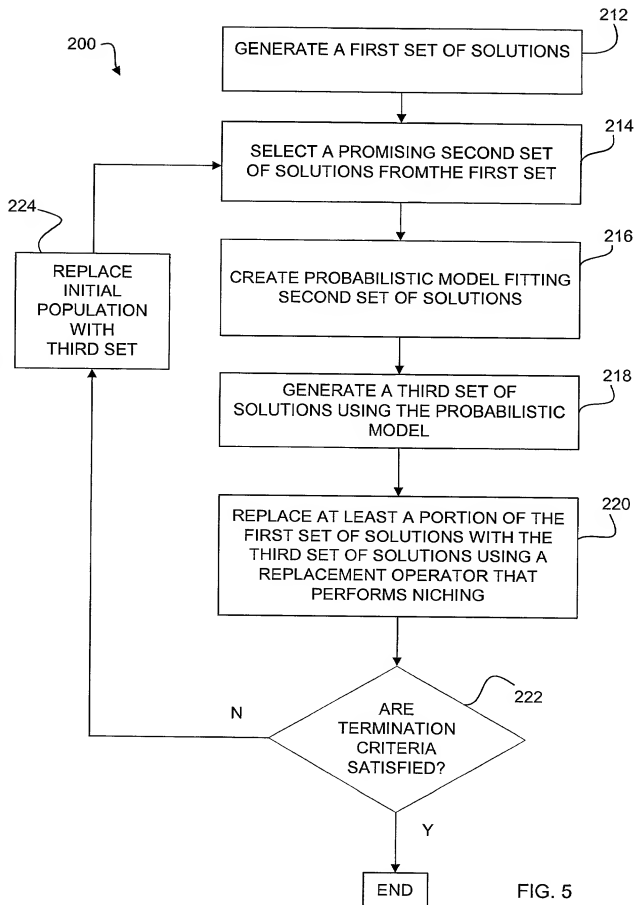 200
212
GENERATE A FIRST SET OF SOLUTIONS
214
SELECT A PROMISING SECOND SET
OF SOLUTIONS FROMTHE FIRST SET
224
REPLACE
INITIAL
POPULATION
WITH
THIRD SET
216
CREATE PROBABILISTIC MODEL FITTING
SECOND SET OF SOLUTIONS
218
GENERATE A THIRD SET OF
SOLUTIONS USING THE PROBABILISTIC
MODEL
220
REPLACE AT LEAST A PORTION OF THE
FIRST SET OF SOLUTIONS WITH THE
THIRD SET OF SOLUTIONS USING A
REPLACEMENT OPERATOR THAT
PERFORMS NICHING
222
N
ARE
TERMINATION
CRITERIA
SATISFIED?
Y
END
FIG. 5